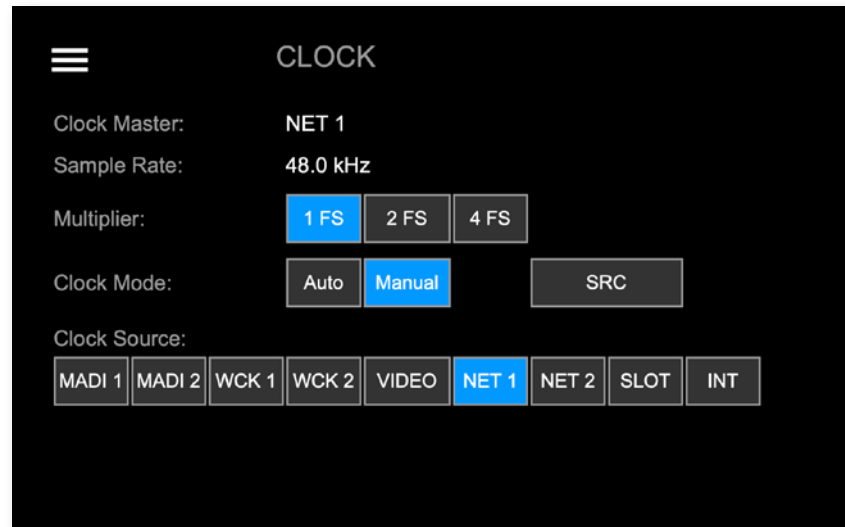 CLOCK
Clock Master: NET 1
Sample Rate: 48.0 kHz
Multiplier: 1 FS 2 FS 4 FS
Clock Mode: Auto Manual SRC
Clock Source:
MADI 1 MADI 2 WCK 1 WCK 2 VIDEO NET 1 NET 2 SLOT INT